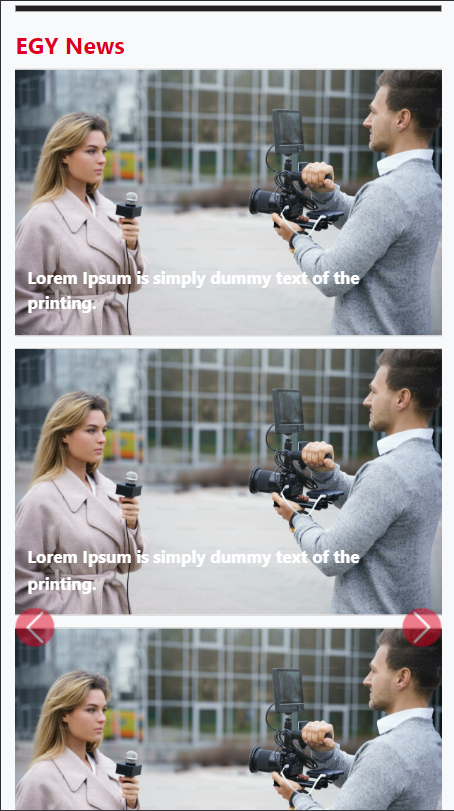 EGY News
Lorem Ipsum is simply dummy text of the
printing.
Lorem Ipsum is simply dummy text of the
printing.